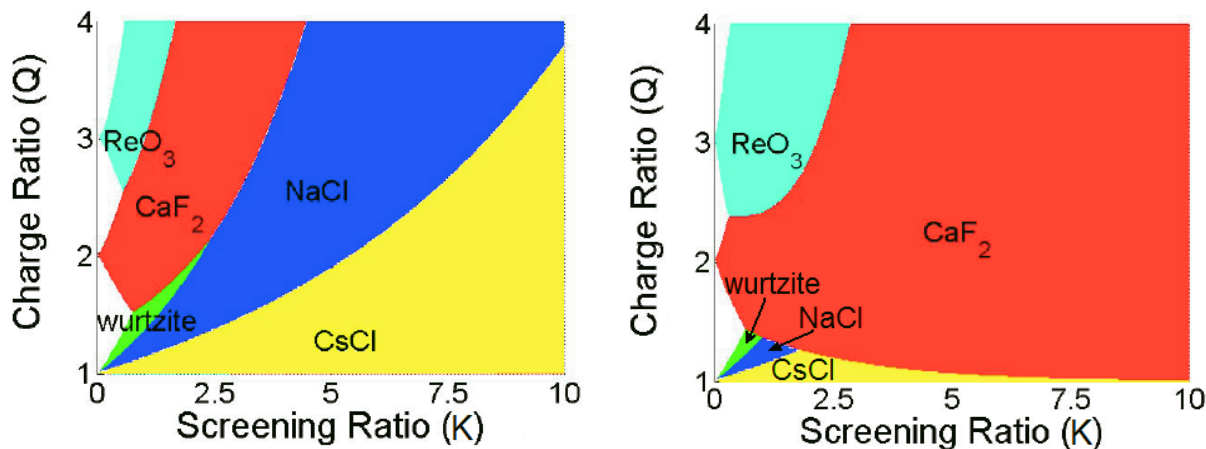 Charge Ratio (Q)
4
3
2
1
ReO3
CaF2
NaCl
wurtzite
CsCl
0
2.5
5
7.5
10
Screening Ratio (K)
Charge Ratio (Q)
4
3
2
1
ReO3
CaF2
wurtzite
NaCl
CsCl
0
2.5
5
7.5
10
Screening Ratio (K)